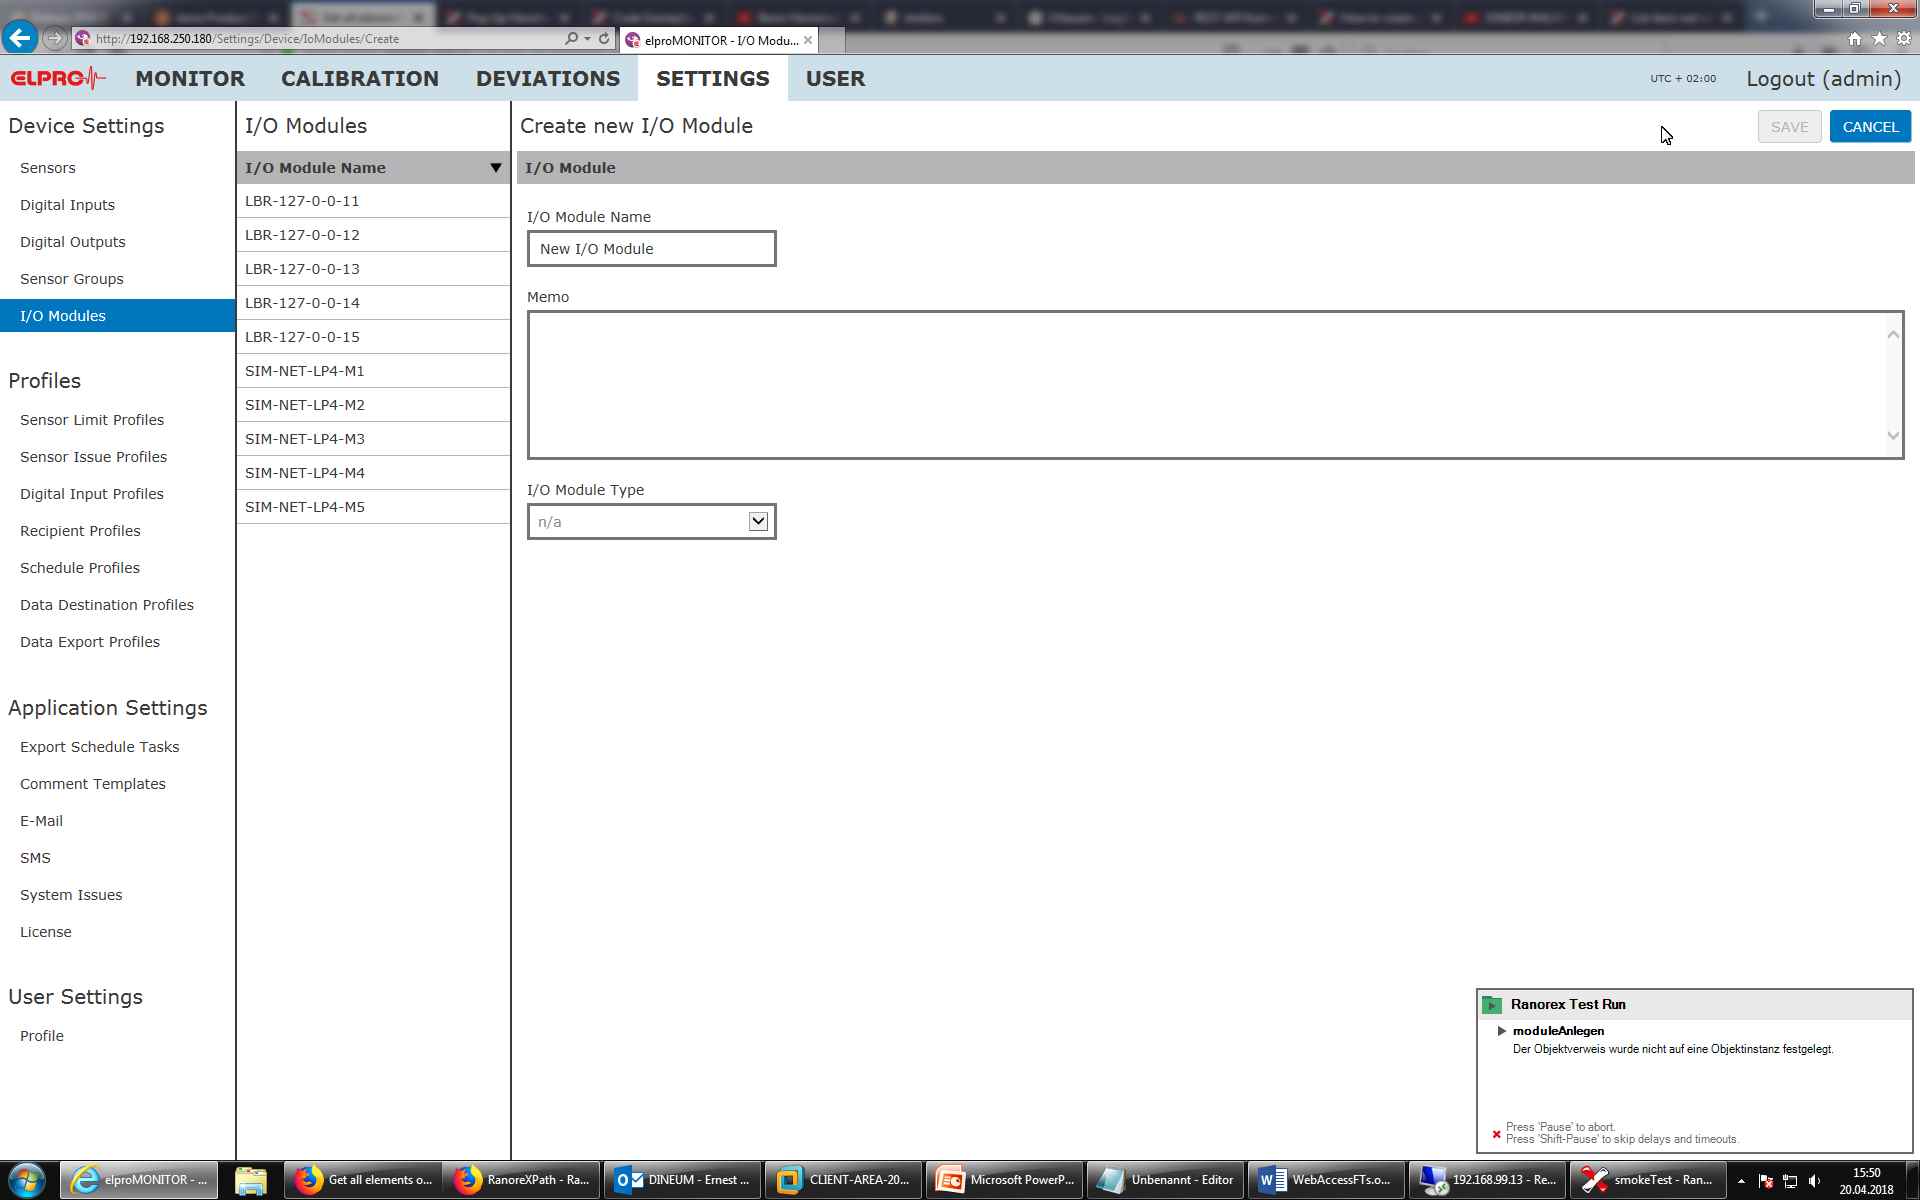 http://192.168.250.180/Settings/Device/IoModules/Create
elproMONITOR - I/O Modu...
ELPRO
MONITOR
CALIBRATION
DEVIATIONS
SETTINGS
USER
UTC + 02:00
Logout (admin)
Device Settings
Sensors
Digital Inputs
Digital Outputs
Sensor Groups
I/O Modules
Profiles
Sensor Limit Profiles
Sensor Issue Profiles
Digital Input Profiles
Recipient Profiles
Schedule Profiles
Data Destination Profiles
Data Export Profiles
Application Settings
Export Schedule Tasks
Comment Templates
E-Mail
SMS
System Issues
License
User Settings
Profile
I/O Modules
I/O Module Name
LBR-127-0-0-11
LBR-127-0-0-12
LBR-127-0-0-13
LBR-127-0-0-14
LBR-127-0-0-15
SIM-NET-LP4-M1
SIM-NET-LP4-M2
SIM-NET-LP4-M3
SIM-NET-LP4-M4
SIM-NET-LP4-M5
Create new I/O Module
SAVE
CANCEL
I/O Module
I/O Module Name
New I/O Module
Memo
I/O Module Type
n/a
Ranorex Test Run
moduleAnlegen
Der Objektverweis wurde nicht auf eine Objektinstanz festgelegt.
Press 'Pause' to abort.
Press 'Shift-Pause' to skip delays and timeouts.
elproMONITOR - ...
Get all elements o...
RanoreXPath - Ra...
DINEUM - Ernest ...
CLIENT-AREA-20...
Microsoft PowerP...
Unbenannt - Editor
WebAccessFTs.o...
192.168.99.13 - Re...
smokeTest - Ran...
15:50
20.04.2018